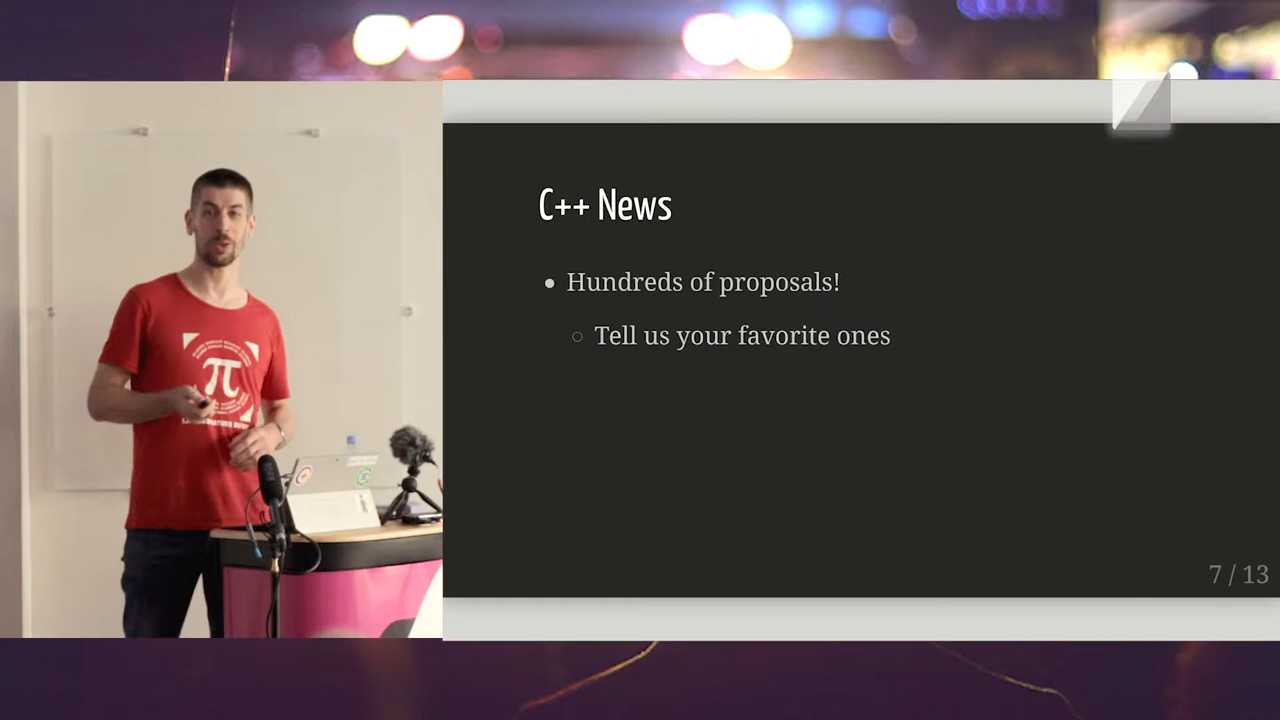 C++ News
Hundreds of proposals!
Tell us your favorite ones
7 / 13
π